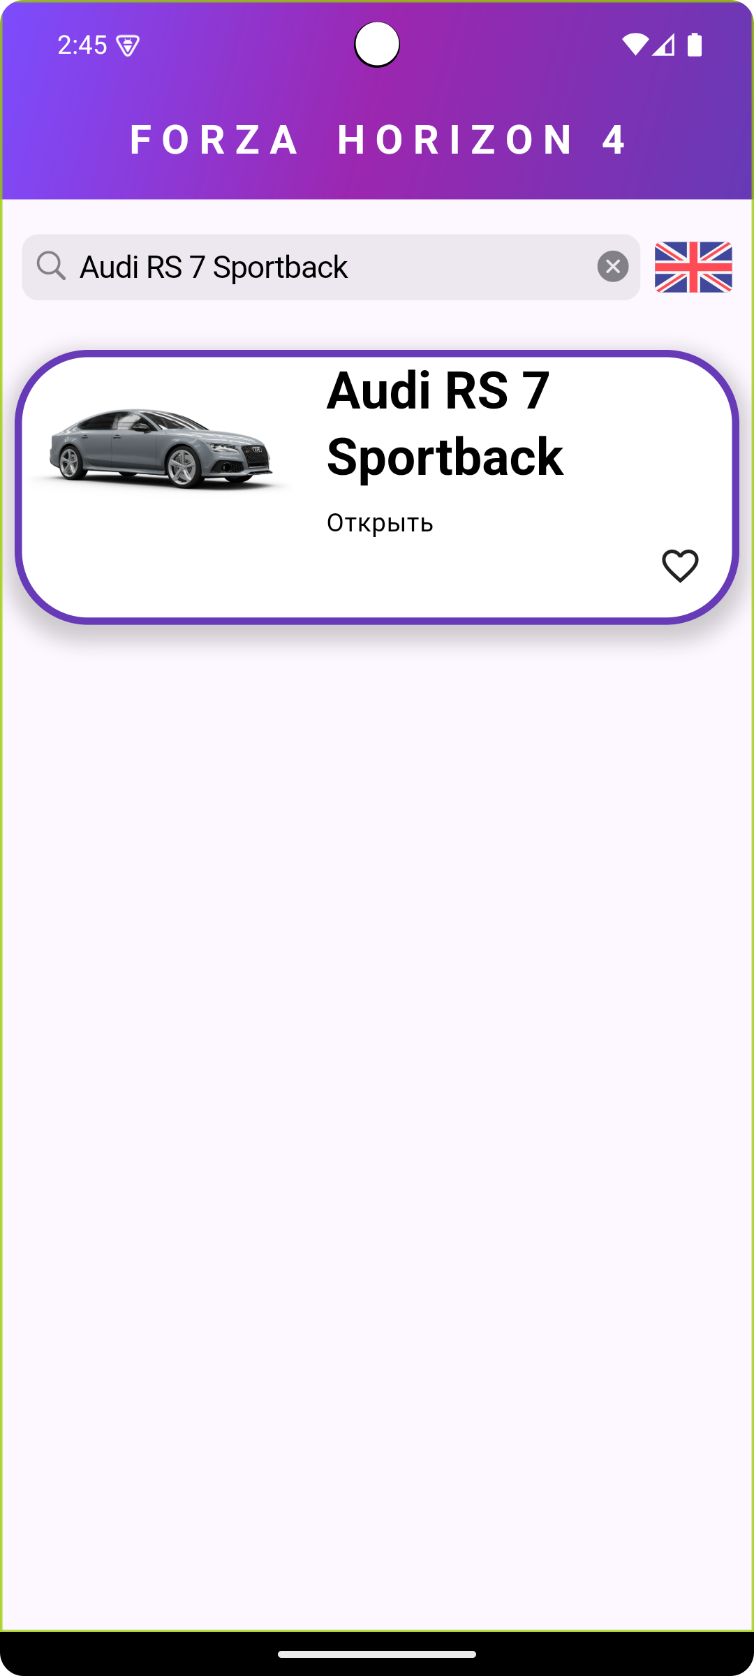 2:45
FORZA HORIZON 4
Audi RS 7 Sportback
Audi RS 7
Sportback
Открыть